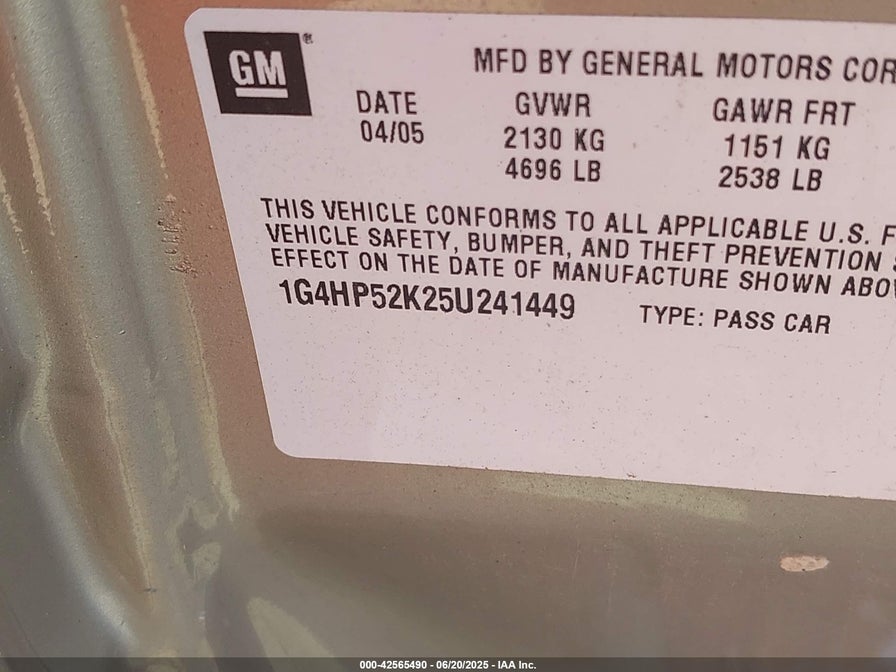 GM®
MFD BY GENERAL MOTORS COR
DATE GVWR GAWR FRT
04/05 2130 KG 1151 KG
4696 LB 2538 LB
THIS VEHICLE CONFORMS TO ALL APPLICABLE U.S. F
VEHICLE SAFETY, BUMPER, AND THEFT PREVENTION S
EFFECT ON THE DATE OF MANUFACTURE SHOWN ABOV
1G4HP52K25U241449 TYPE: PASS CAR
000-42565490 - 06/20/2025 - IAA Inc.